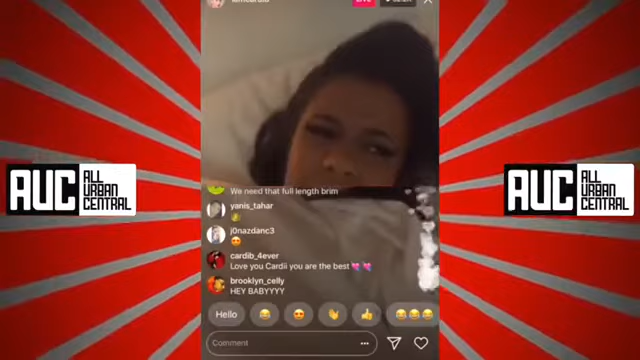 LIVE
AUC ALL URBAN CENTRAL
AUC ALL URBAN CENTRAL
We need that full length brim
yanis_tahar
j0nazdanc3
cardib_4ever
Love you Cardii you are the best
brooklyn_celly
HEY BABYYYY
Hello
Comment